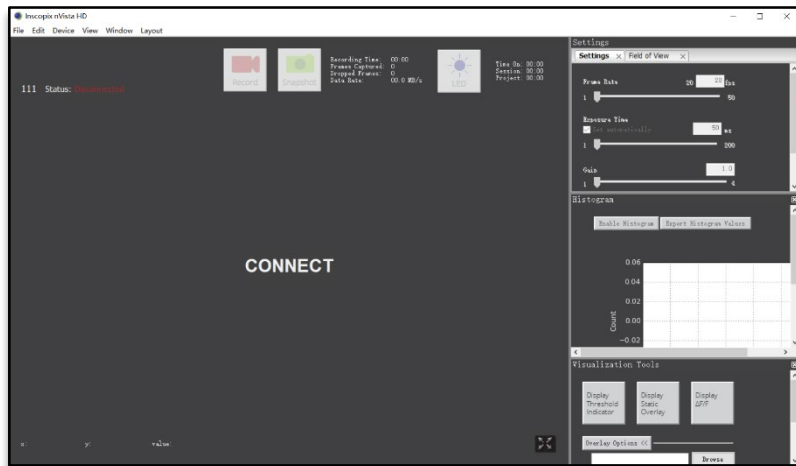 Inscopix nVista HD
File Edit Device View Window Layout
Record
Snapshot
Recording Time: 00:00
Frames Captured: 0
Dropped Frames: 0
Data Rate: 00.0 MB/s
LED
Time On: 00:00
Session: 00:00
Project: 00:00
111 Status: Disconnected
CONNECT
x: y: value:
Settings
Settings x Field of View x
Frame Rate 20 20 fps
1 50
Exposure Time
Set automatically 50 ms
1 200
Gain 1.0
1 4
Histogram
Enable Histogram Export Histogram Values
0.06
0.04
0.02
0.00
-0.02
Count
Visualization Tools
Display Threshold Indicator
Display Static Overlay
Display ΔF/F
Overlay Options <<
Browse